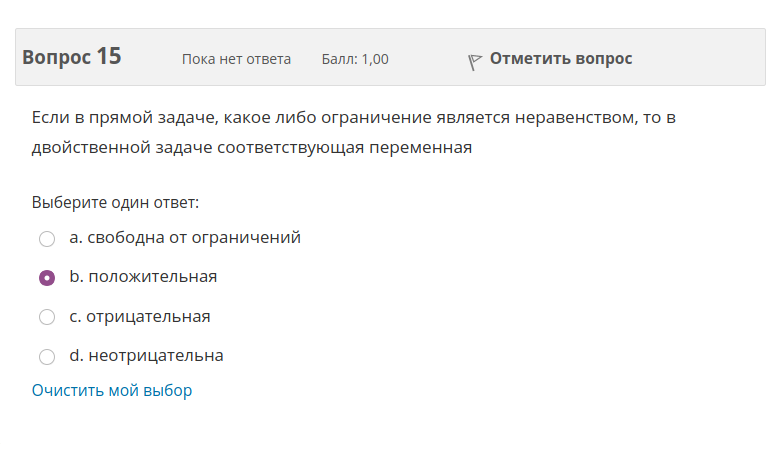 Вопрос 15 Пока нет ответа Балл: 1,00 Отметить вопрос
Если в прямой задаче, какое либо ограничение является неравенством, то в
двойственной задаче соответствующая переменная
Выберите один ответ:
a. свободна от ограничений
b. положительная
c. отрицательная
d. неотрицательна
Очистить мой выбор